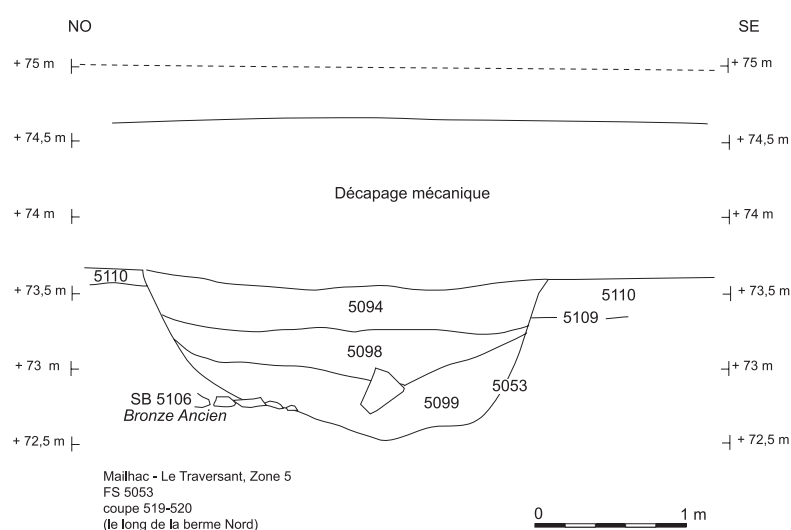 NO
SE
+ 75 m
+ 75 m
+ 74,5 m
+ 74,5 m
Décapage mécanique
+ 74 m
+ 74 m
5110
+ 73,5 m
5110
+ 73,5 m
5094
5109
5098
+ 73 m
+ 73 m
5053
SB 5106
5099
Bronze Ancien
+ 72,5 m
+ 72,5 m
Mailhac - Le Traversant, Zone 5
FS 5053
coupe 519-520
(le long de la berme Nord)
0
1 m